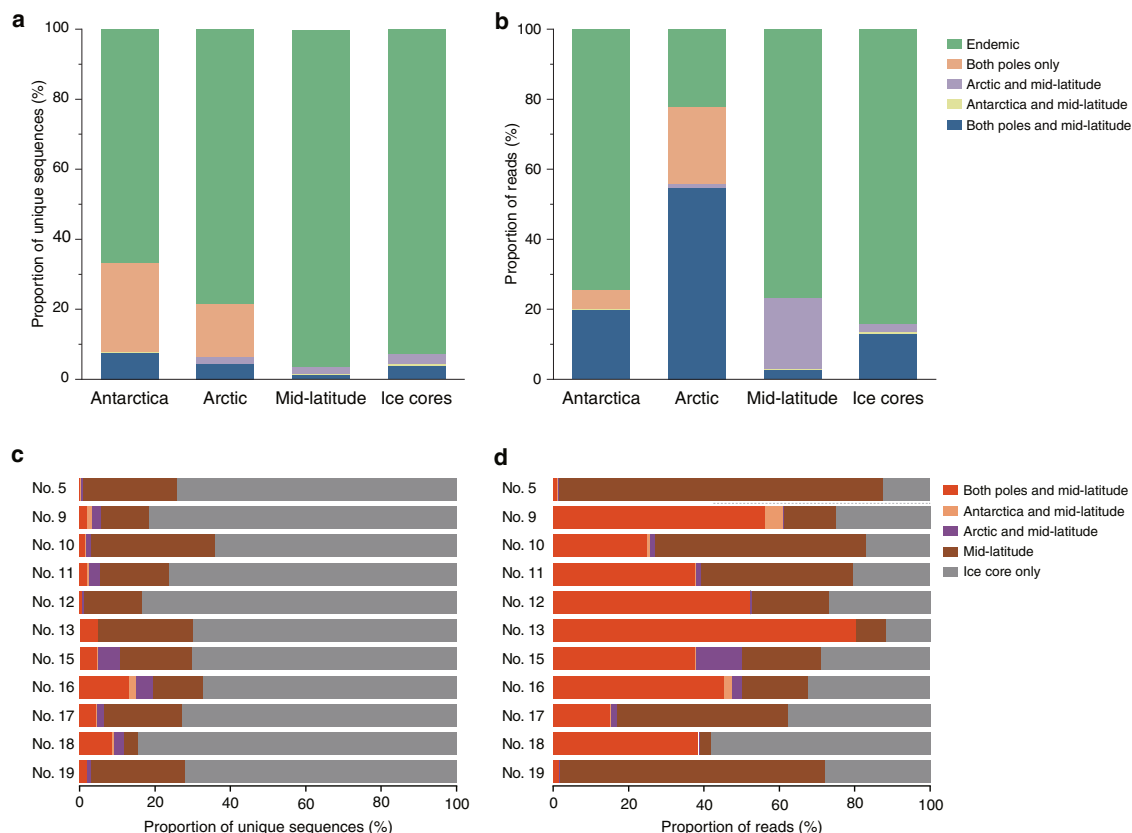 a
100
80
60
40
20
0
Proportion of unique sequences (%)
Antarctica
Arctic
Mid-latitude
Ice cores
b
100
80
60
40
20
0
Proportion of reads (%)
Antarctica
Arctic
Mid-latitude
Ice cores
Endemic
Both poles only
Arctic and mid-latitude
Antarctica and mid-latitude
Both poles and mid-latitude
c
No. 5
No. 9
No. 10
No. 11
No. 12
No. 13
No. 15
No. 16
No. 17
No. 18
No. 19
0
20
40
60
80
100
Proportion of unique sequences (%)
d
No. 5
No. 9
No. 10
No. 11
No. 12
No. 13
No. 15
No. 16
No. 17
No. 18
No. 19
0
20
40
60
80
100
Proportion of reads (%)
Both poles and mid-latitude
Antarctica and mid-latitude
Arctic and mid-latitude
Mid-latitude
Ice core only